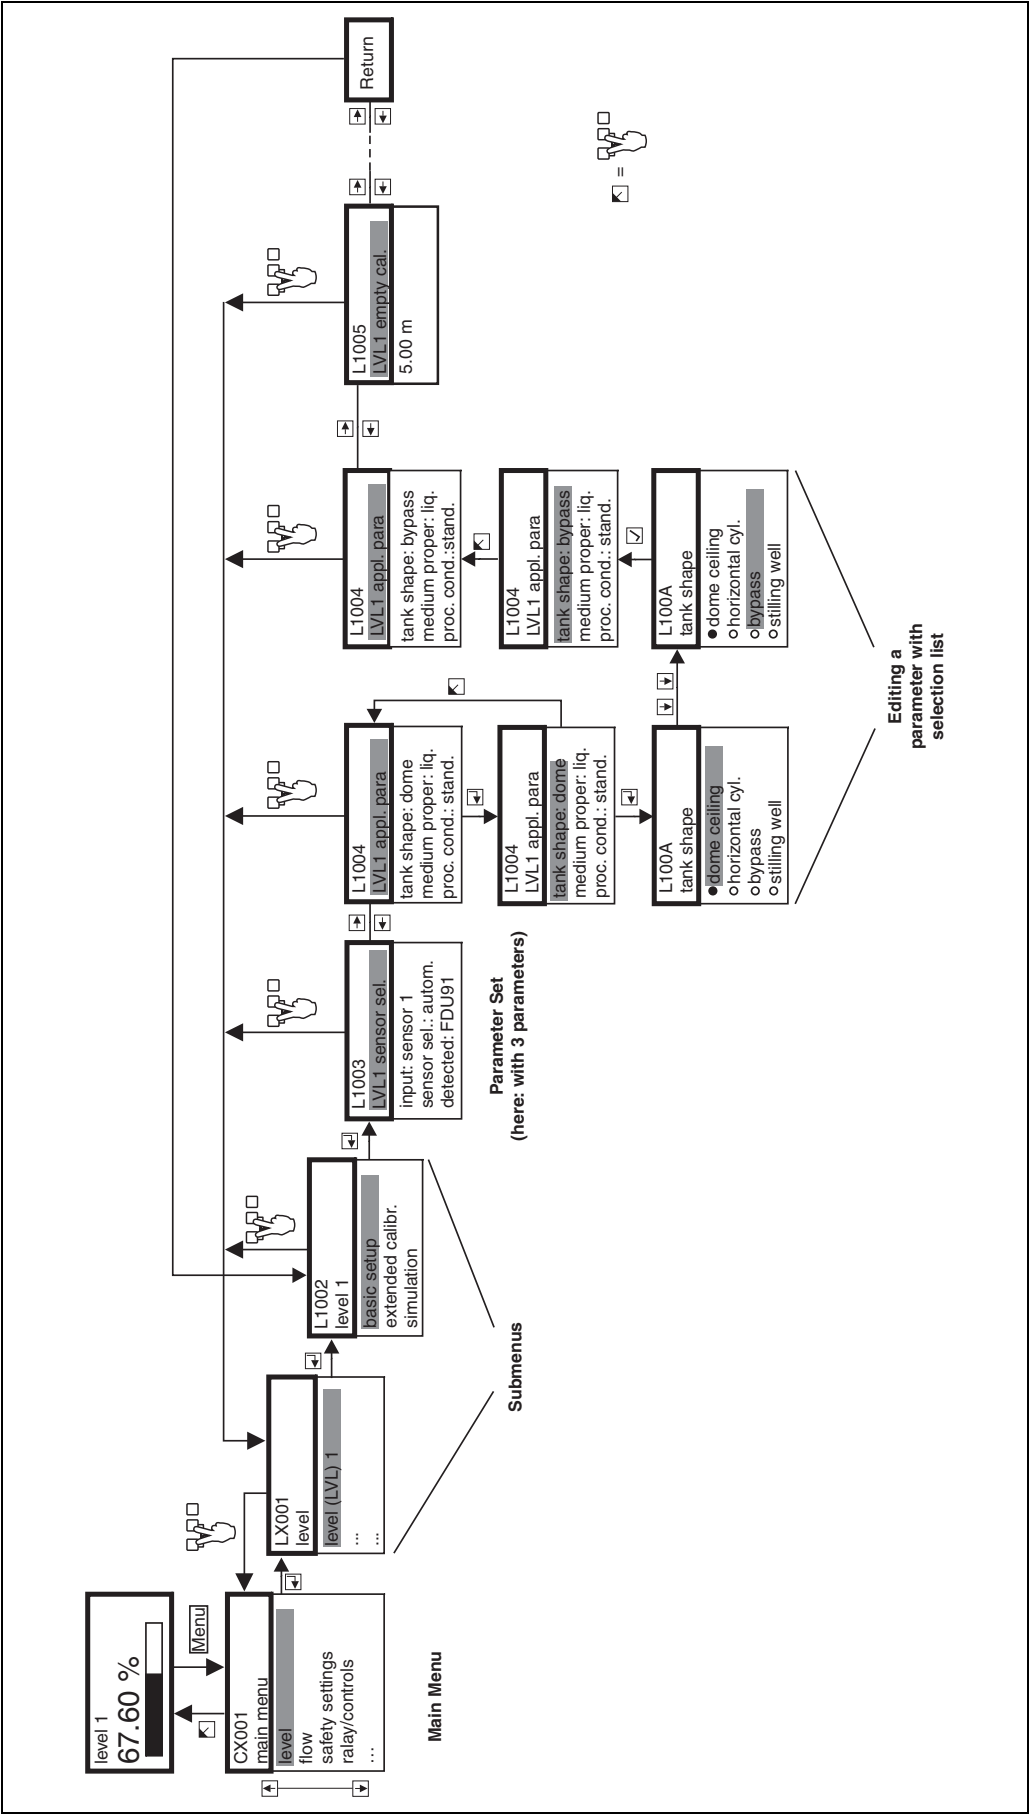 level 1
67.60 %
Menu
CX001
main menu
level
flow
safety settings
ralay/controls
...
Main Menu
LX001
level
level (LVL) 1
...
...
L1002
level 1
basic setup
extended calibr.
simulation
Submenus
L1003
LVL1 sensor sel.
input: sensor 1
sensor sel.: autom.
detected: FDU91
Parameter Set
(here: with 3 parameters)
L1004
LVL1 appl. para
tank shape: dome
medium proper: liq.
proc. cond.: stand.
L1004
LVL1 appl. para
tank shape: dome
medium proper: liq.
proc. cond.: stand.
L100A
tank shape
dome ceiling
horizontal cyl.
bypass
stilling well
L1004
LVL1 appl. para
tank shape: bypass
medium proper: liq.
proc. cond.:stand.
L1004
LVL1 appl. para
tank shape: bypass
medium proper: liq.
proc. cond.: stand.
L100A
tank shape
dome ceiling
horizontal cyl.
bypass
stilling well
Editing a
parameter with
selection list
L1005
LVL1 empty cal.
5.00 m
Return
=